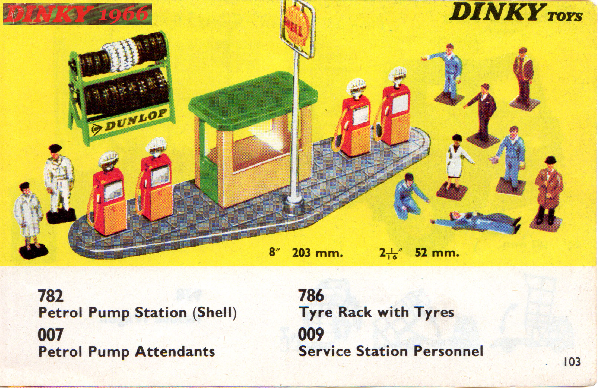 DINKY 1966
DINKY TOYS
SHELL
DUNLOP
8" 203 mm. 2 1/16" 52 mm.
782
Petrol Pump Station (Shell)
007
Petrol Pump Attendants
786
Tyre Rack with Tyres
009
Service Station Personnel
103